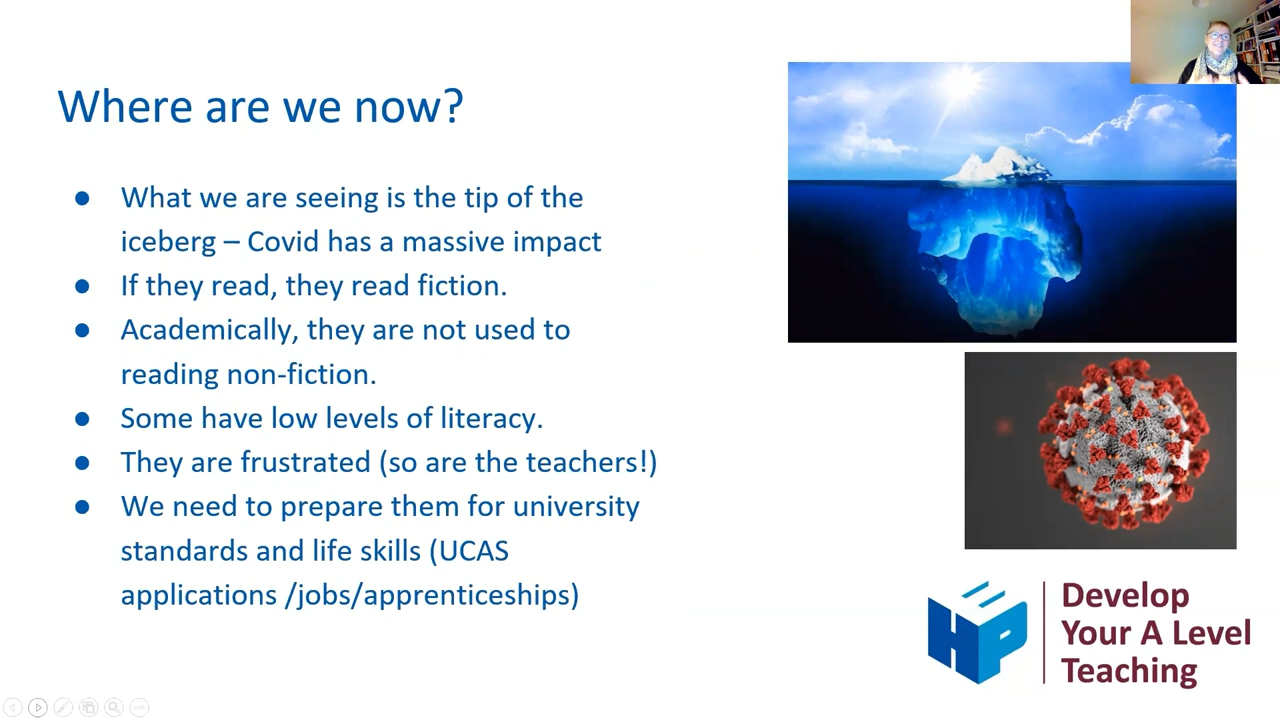 Where are we now?
● What we are seeing is the tip of the
iceberg – Covid has a massive impact
● If they read, they read fiction.
● Academically, they are not used to
reading non-fiction.
● Some have low levels of literacy.
● They are frustrated (so are the teachers!)
● We need to prepare them for university
standards and life skills (UCAS
applications /jobs/apprenticeships)
HP
Develop
Your A Level
Teaching